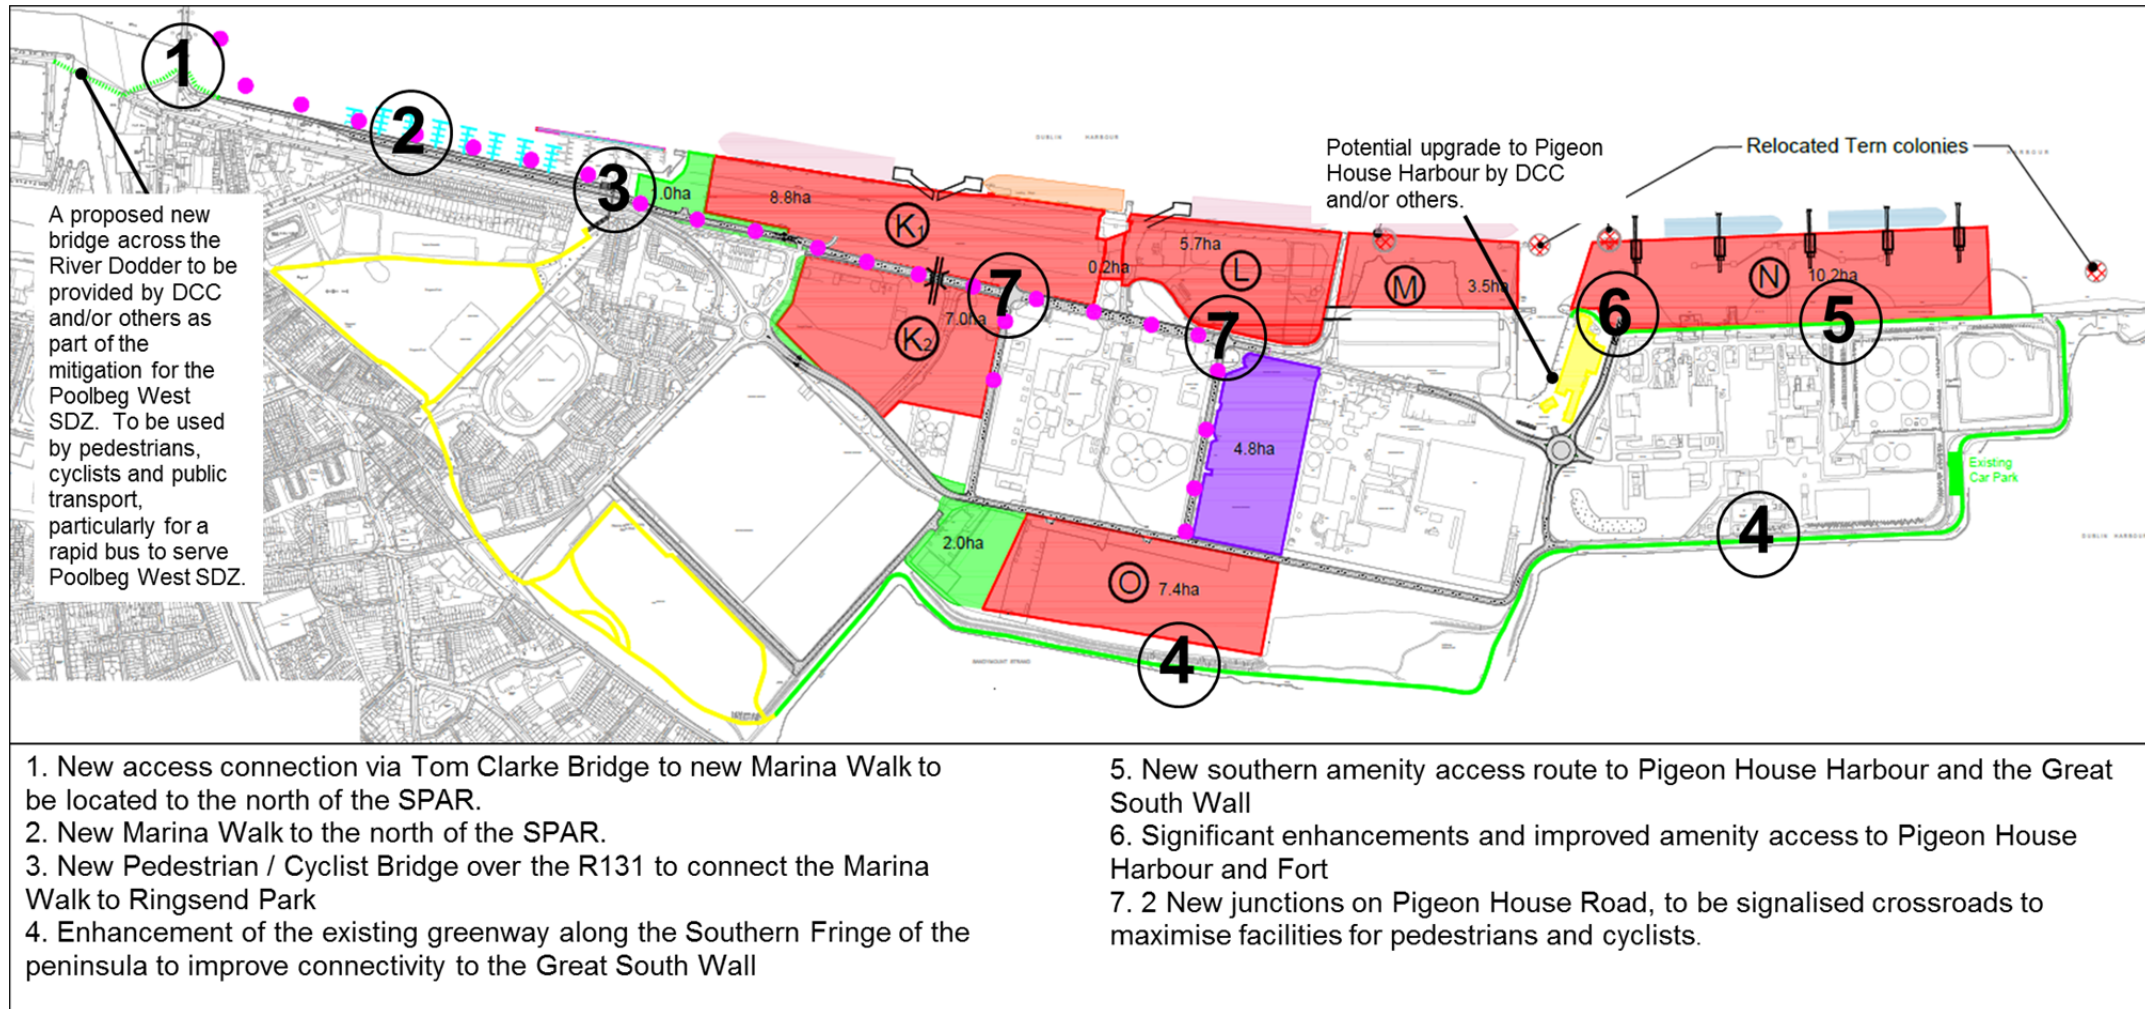 1
2
3
DUBLIN HARBOUR
Potential upgrade to Pigeon
House Harbour by DCC
and/or others.
Relocated Tern colonies
HARBOUR
A proposed new
bridge across the
River Dodder to be
provided by DCC
and/or others as
part of the
mitigation for the
Poolbeg West
SDZ. To be used
by pedestrians,
cyclists and public
transport,
particularly for a
rapid bus to serve
Poolbeg West SDZ.
1.0ha
8.8ha
K1
0.2ha
5.7ha
L
M
3.5ha
N
10.2ha
7
7.0ha
K2
7
6
5
4.8ha
Existing
Car Park
2.0ha
O
7.4ha
4
4
DUBLIN HARBOUR
SANDYMOUNT STRAND
1. New access connection via Tom Clarke Bridge to new Marina Walk to
be located to the north of the SPAR.
2. New Marina Walk to the north of the SPAR.
3. New Pedestrian / Cyclist Bridge over the R131 to connect the Marina
Walk to Ringsend Park
4. Enhancement of the existing greenway along the Southern Fringe of the
peninsula to improve connectivity to the Great South Wall
5. New southern amenity access route to Pigeon House Harbour and the Great
South Wall
6. Significant enhancements and improved amenity access to Pigeon House
Harbour and Fort
7. 2 New junctions on Pigeon House Road, to be signalised crossroads to
maximise facilities for pedestrians and cyclists.